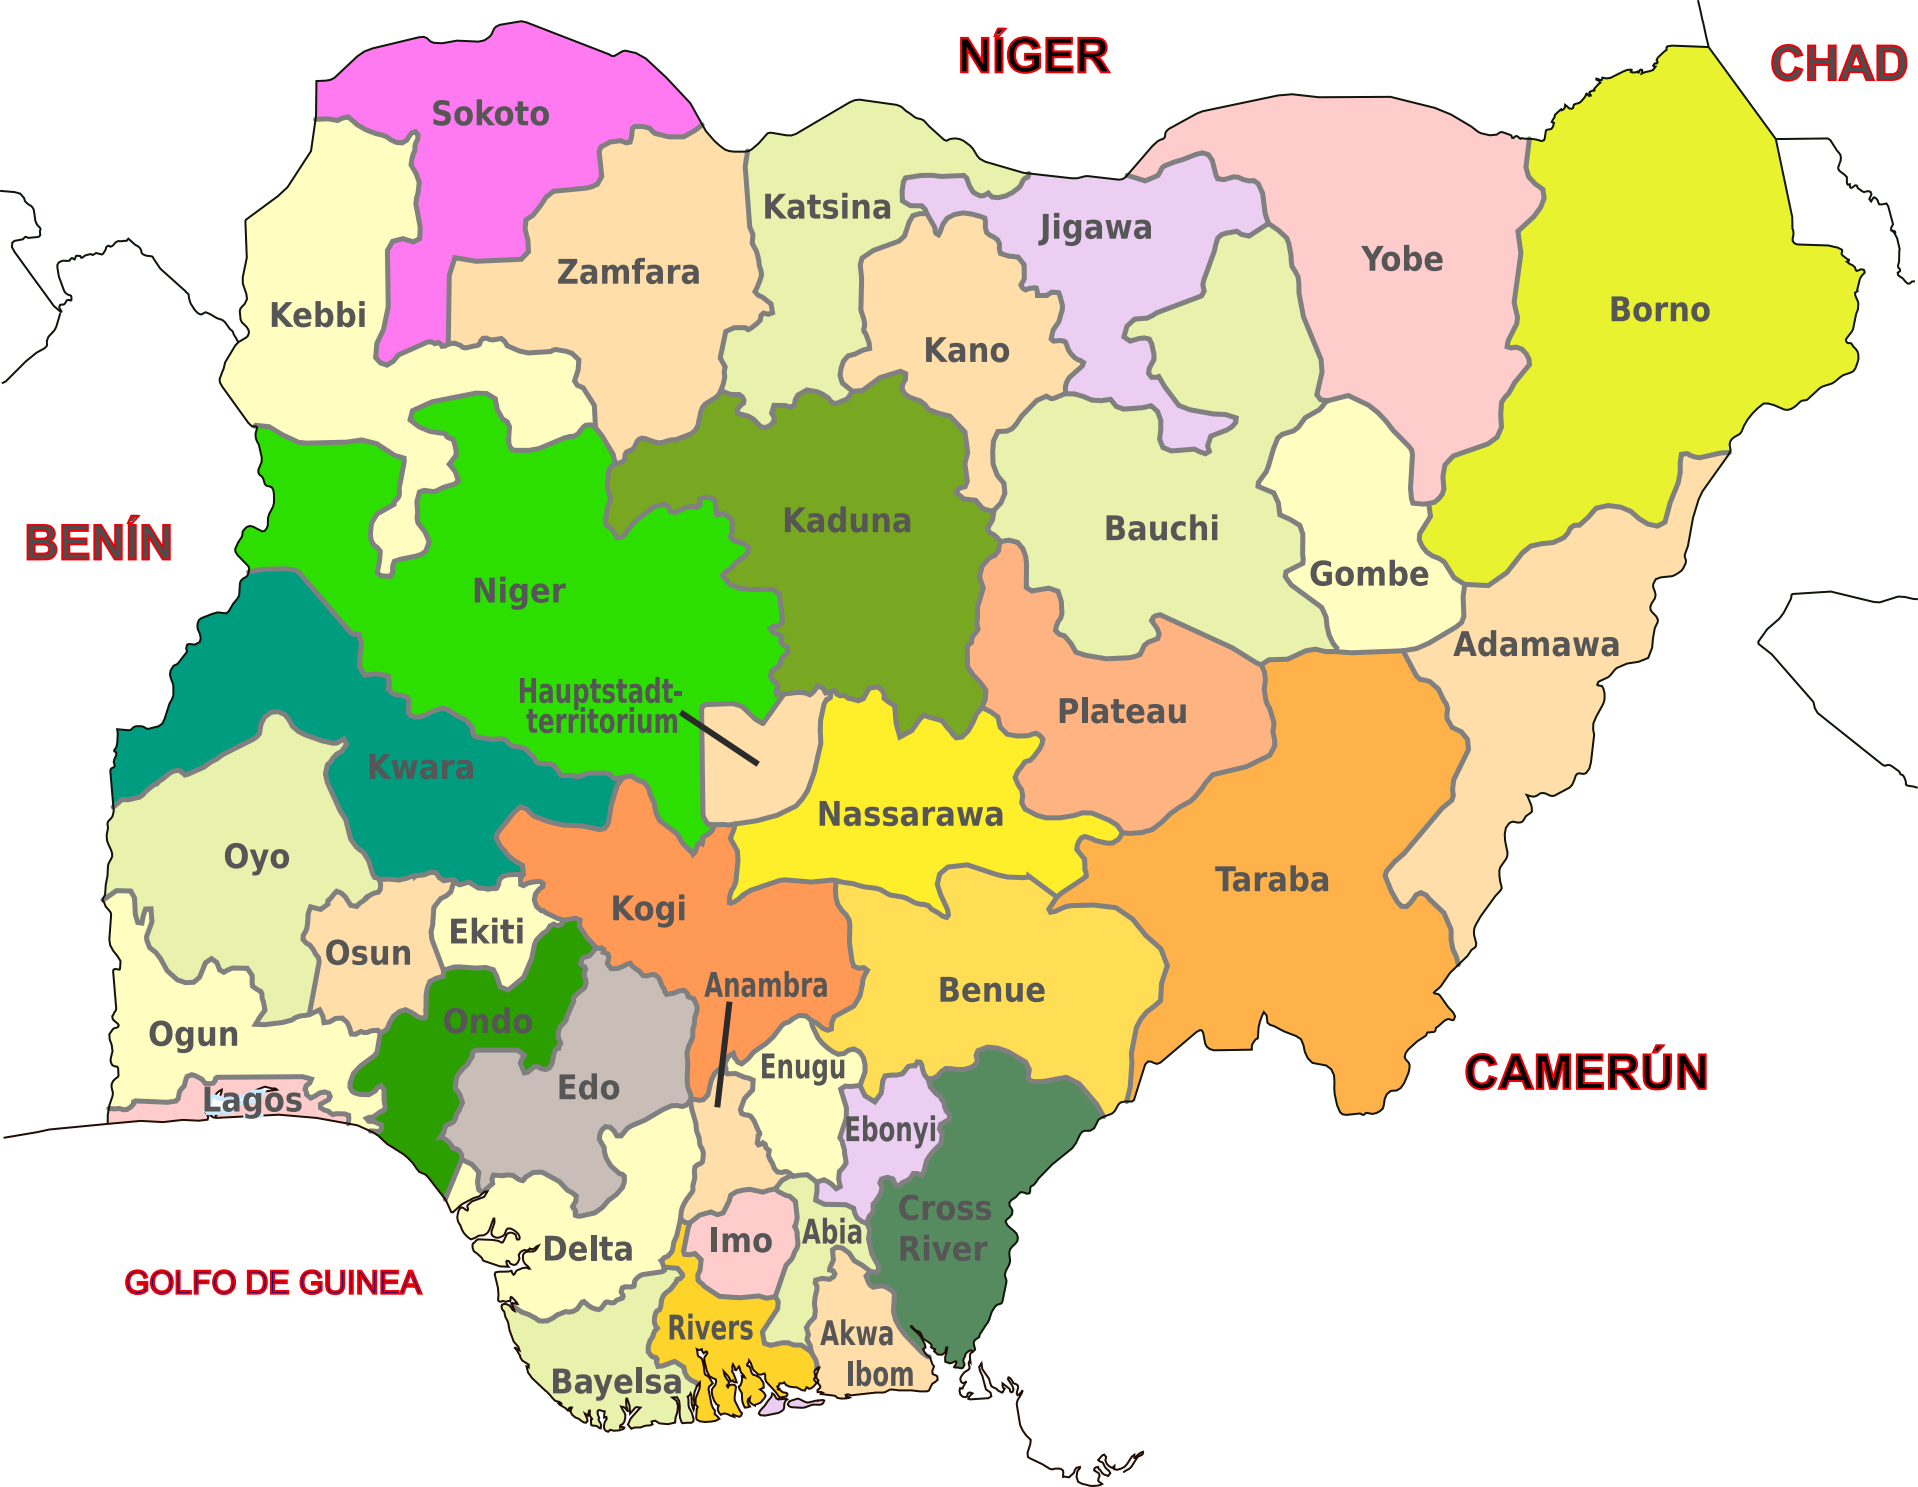 NÍGER
CHAD
Sokoto
Katsina
Jigawa
Yobe
Zamfara
Kebbi
Borno
Kano
BENÍN
Kaduna
Bauchi
Gombe
Niger
Adamawa
Hauptstadt-
territorium
Plateau
Kwara
Nassarawa
Oyo
Taraba
Kogi
Ekiti
Osun
Anambra
Benue
Ondo
Ogun
Enugu
CAMERÚN
Edo
Lagos
Ebonyi
Cross
River
Abia
Imo
Delta
GOLFO DE GUINEA
Rivers
Akwa
Ibom
Bayelsa